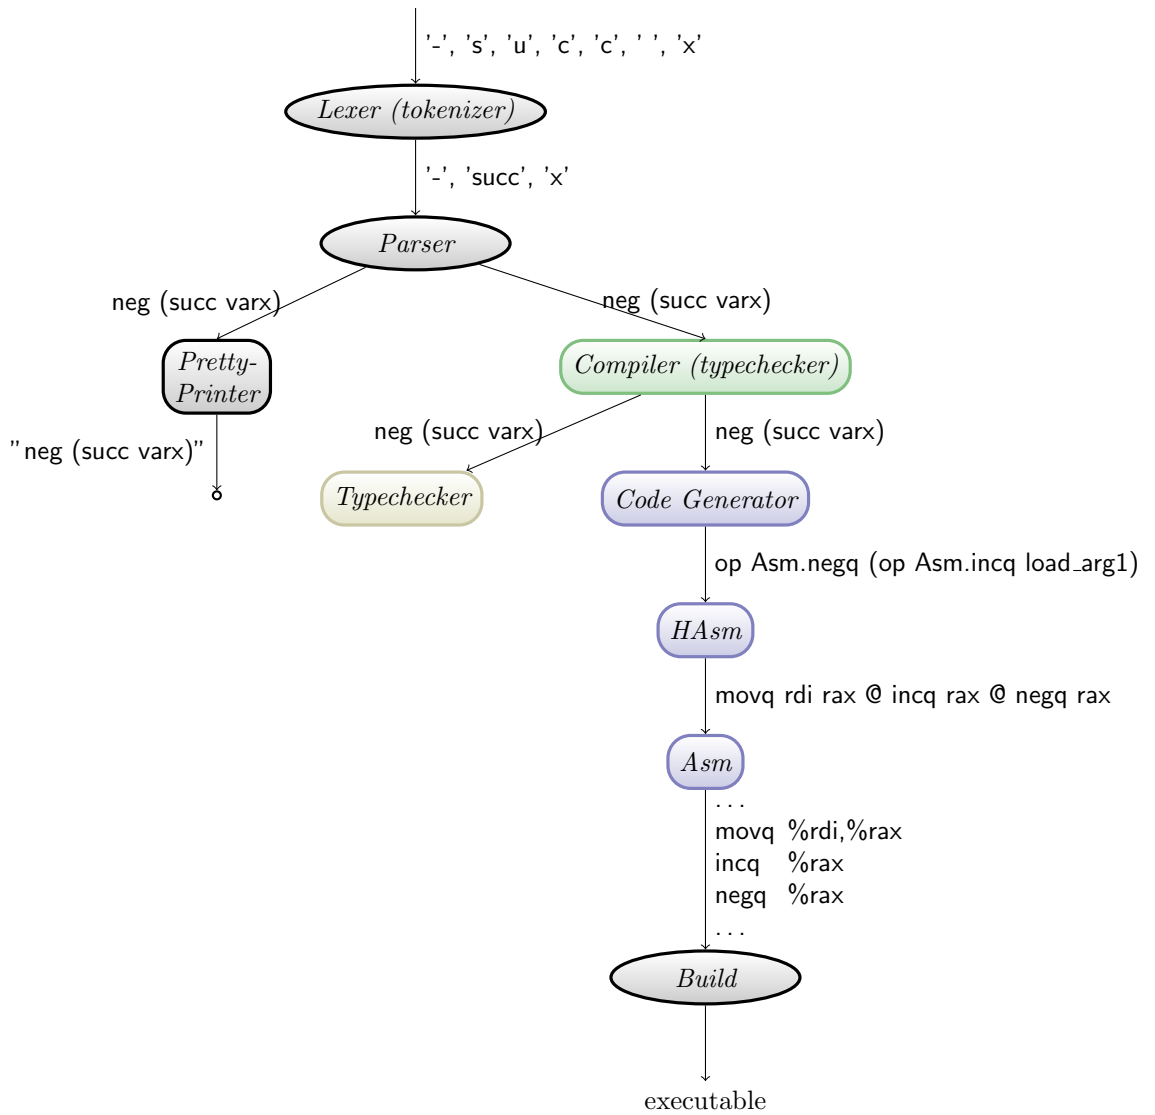 '-', 's', 'u', 'c', 'c', ' ', 'x'
Lexer (tokenizer)
'-', 'succ', 'x'
Parser
neg (succ varx)
neg (succ varx)
Pretty-
Printer
Compiler (typechecker)
"neg (succ varx)"
neg (succ varx)
neg (succ varx)
Typechecker
Code Generator
op Asm.negq (op Asm.incq load_arg1)
HAsm
movq rdi rax @ incq rax @ negq rax
Asm
...
movq %rdi,%rax
incq %rax
negq %rax
...
Build
executable